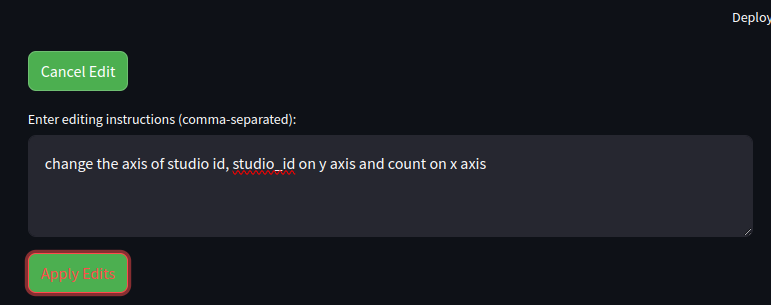 Deploy
Cancel Edit
Enter editing instructions (comma-separated):
change the axis of studio id, studio_id on y axis and count on x axis
Apply Edits